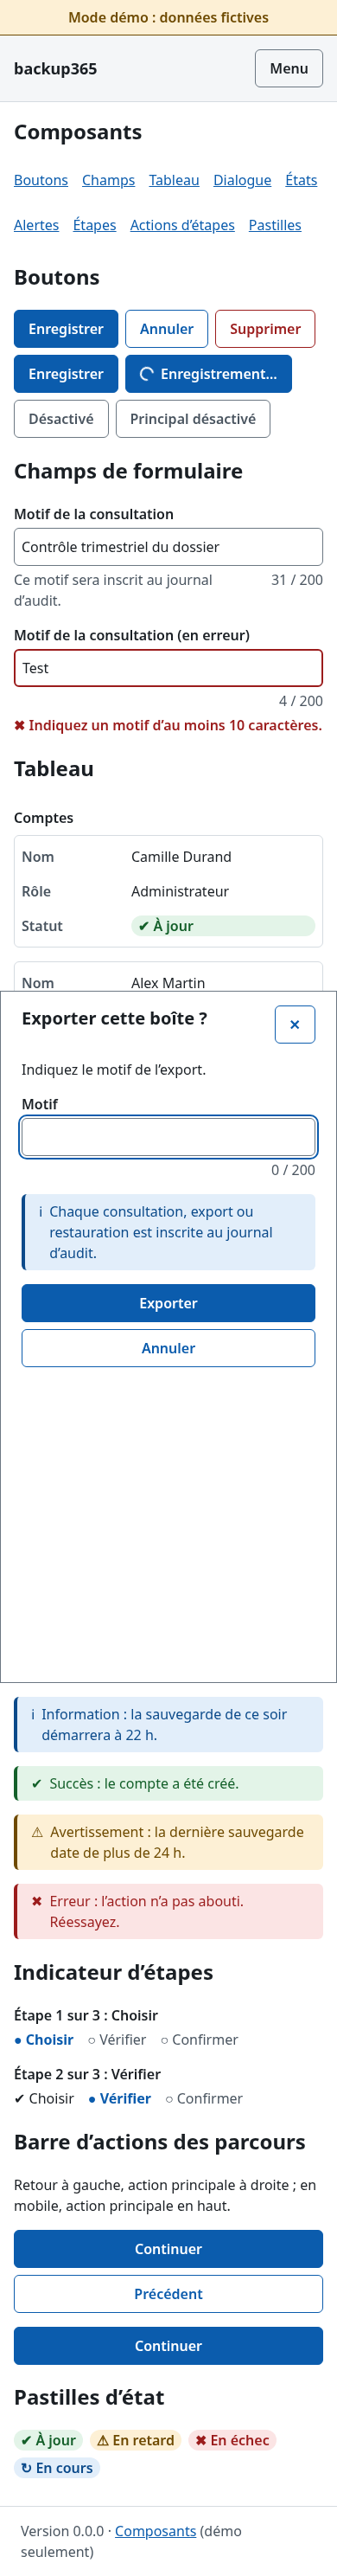 Mode démo : données fictives
backup365
Menu
Composants
Boutons Champs Tableau Dialogue États
Alertes Étapes Actions d’étapes Pastilles
Boutons
Enregistrer Annuler Supprimer
Enregistrer Enregistrement…
Désactivé Principal désactivé
Champs de formulaire
Motif de la consultation
Contrôle trimestriel du dossier
Ce motif sera inscrit au journal 31 / 200
d’audit.
Motif de la consultation (en erreur)
Test
4 / 200
✖ Indiquez un motif d’au moins 10 caractères.
Tableau
Comptes
Nom Camille Durand
Rôle Administrateur
Statut ✔ À jour
Nom Alex Martin
Exporter cette boîte ? ✕
Indiquez le motif de l’export.
Motif
0 / 200
i Chaque consultation, export ou
restauration est inscrite au journal
d’audit.
Exporter
Annuler
i Information : la sauvegarde de ce soir
démarrera à 22 h.
✔ Succès : le compte a été créé.
⚠ Avertissement : la dernière sauvegarde
date de plus de 24 h.
✖ Erreur : l’action n’a pas abouti.
Réessayez.
Indicateur d’étapes
Étape 1 sur 3 : Choisir
● Choisir ○ Vérifier ○ Confirmer
Étape 2 sur 3 : Vérifier
✔ Choisir ● Vérifier ○ Confirmer
Barre d’actions des parcours
Retour à gauche, action principale à droite ; en
mobile, action principale en haut.
Continuer
Précédent
Continuer
Pastilles d’état
✔ À jour ⚠ En retard ✖ En échec
↻ En cours
Version 0.0.0 · Composants (démo
seulement)